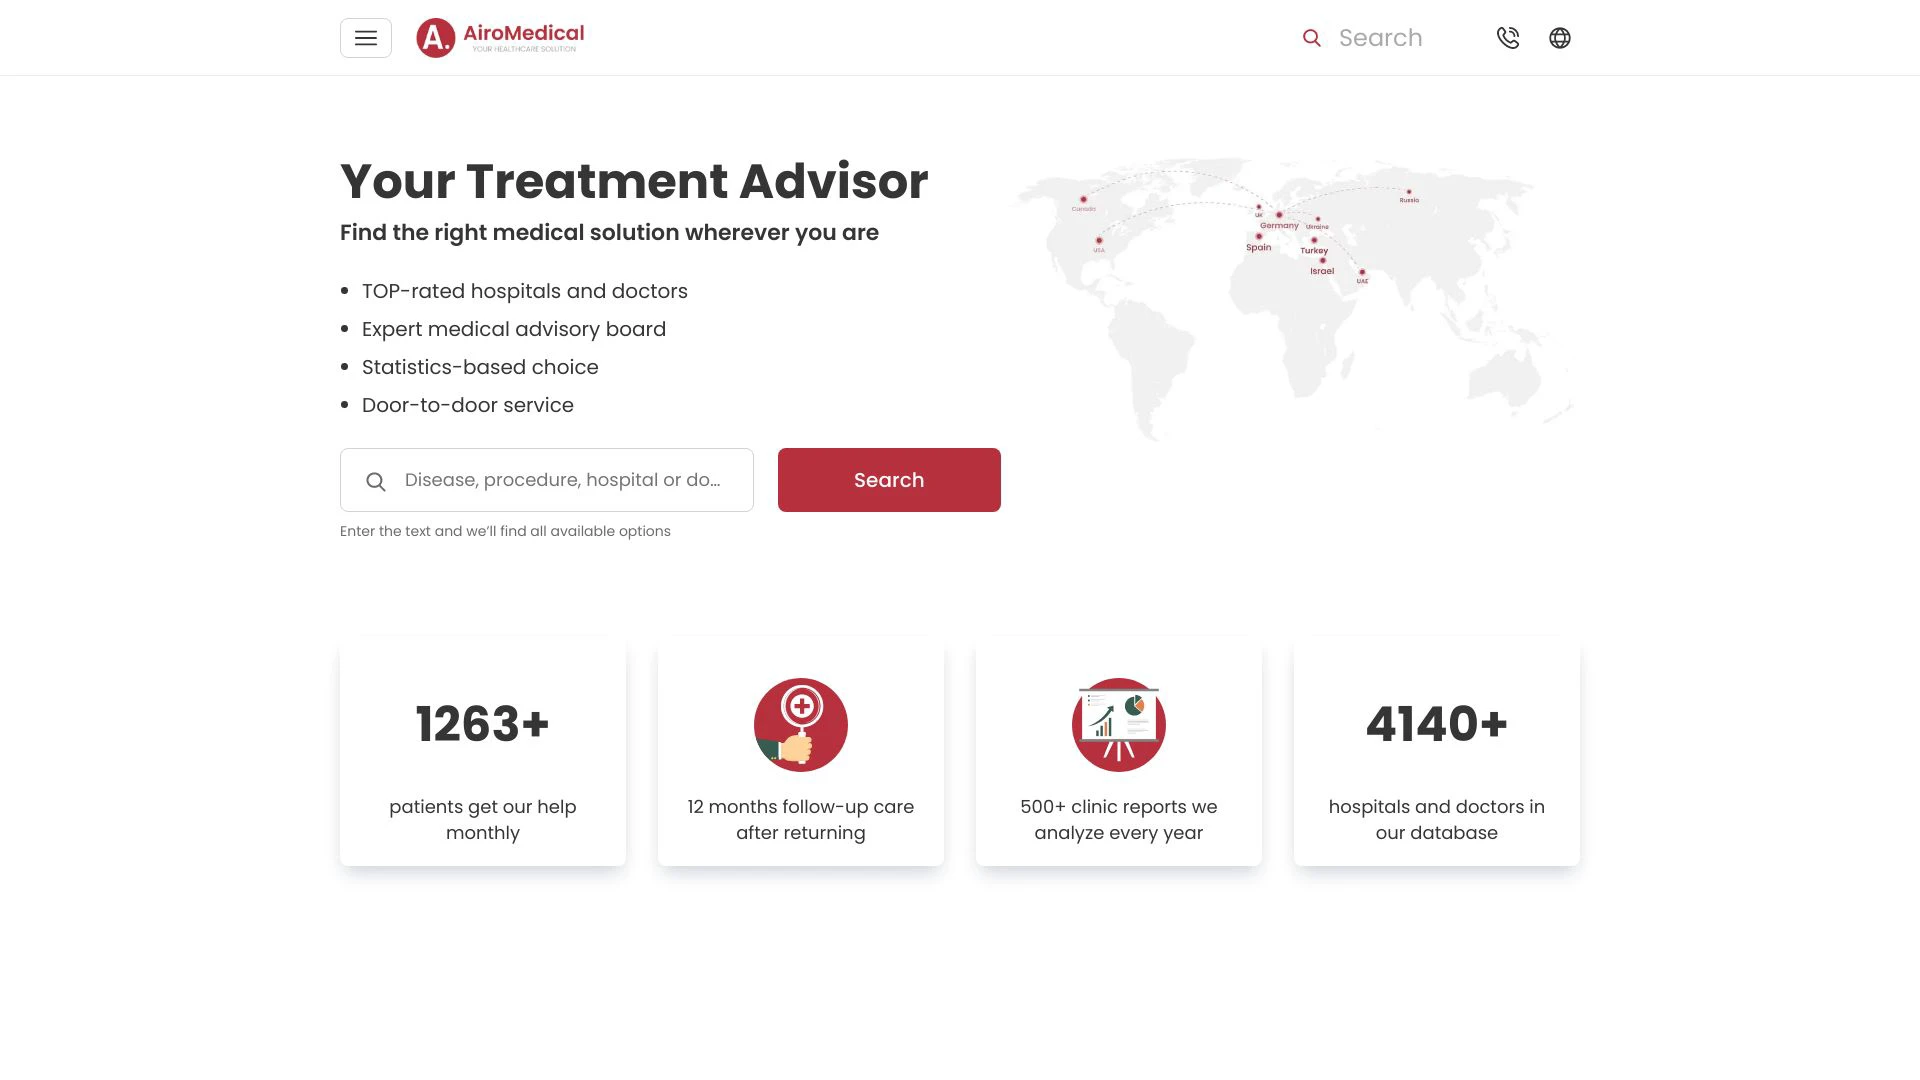 AiroMedical
YOUR HEALTHCARE SOLUTION
Search
Your Treatment Advisor
Find the right medical solution wherever you are
TOP-rated hospitals and doctors
Expert medical advisory board
Statistics-based choice
Door-to-door service
Disease, procedure, hospital or do...
Search
Enter the text and we'll find all available options
Canada
USA
UK
Germany
Ukraine
Spain
Turkey
Israel
UAE
Russia
1263+
patients get our help
monthly
12 months follow-up care
after returning
500+ clinic reports we
analyze every year
4140+
hospitals and doctors in
our database